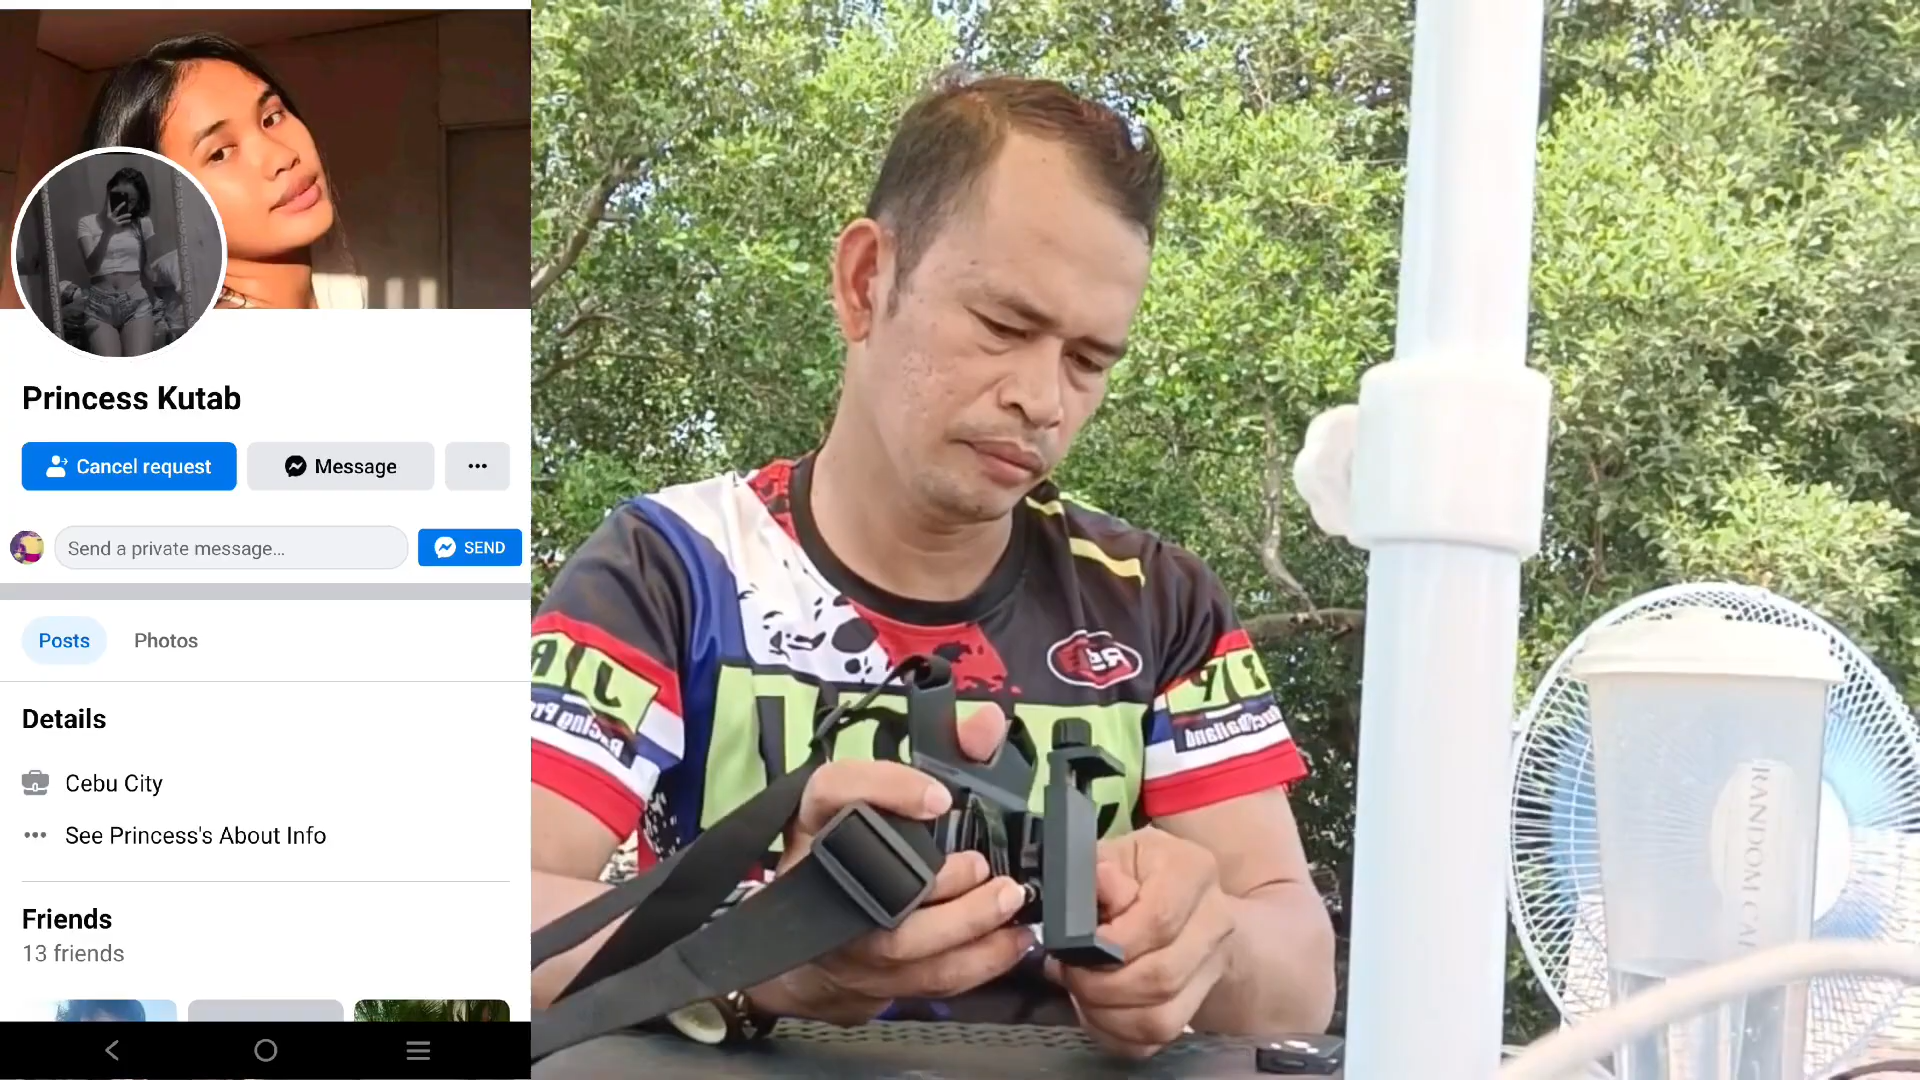 Princess Kutab
Cancel request
Message
Send a private message...
SEND
Posts
Photos
Details
Cebu City
See Princess's About Info
Friends
13 friends